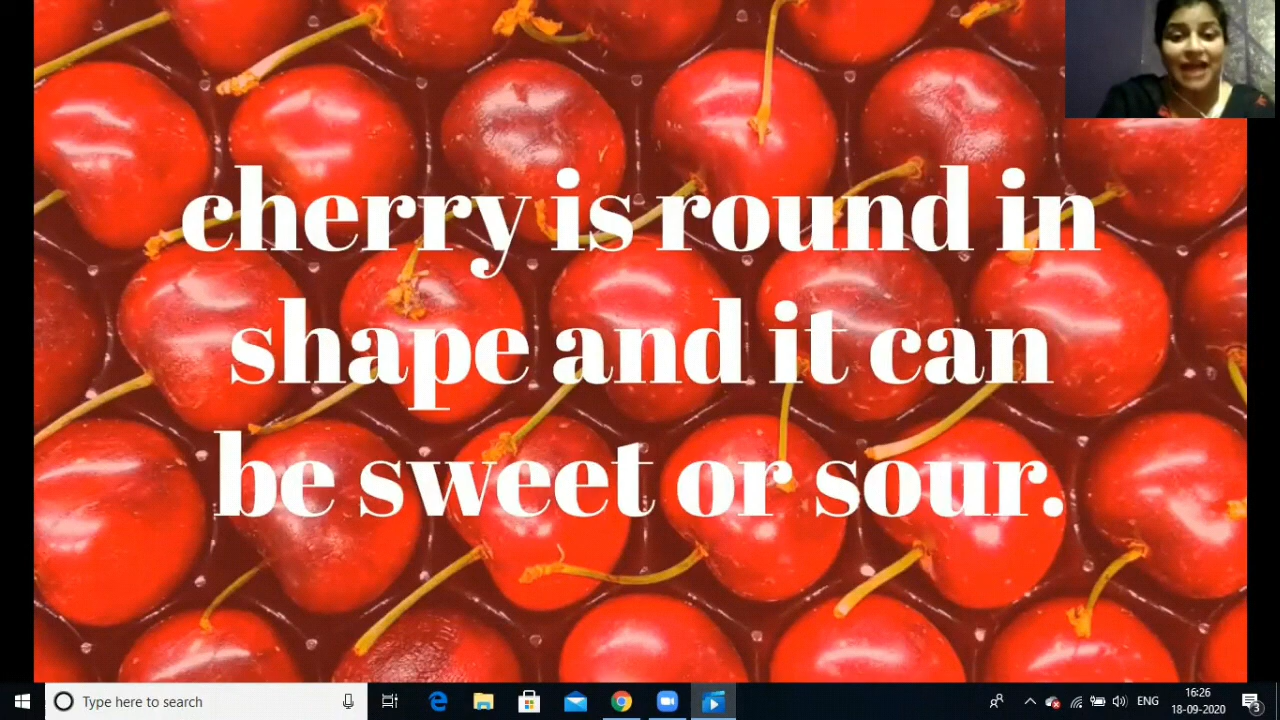 cherry is round in
shape and it can
be sweet or sour.
Type here to search
ENG
16:26
18-09-2020
3